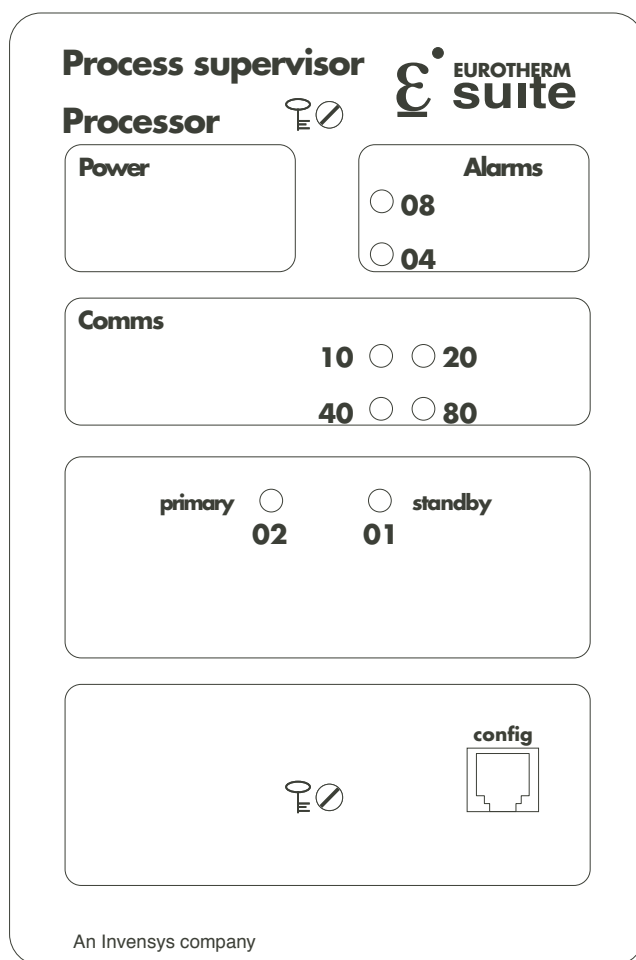 Process supervisor
EUROTHERM
suite
Processor
Power
Alarms
08
04
Comms
10 20
40 80
primary standby
02 01
config
An Invensys company